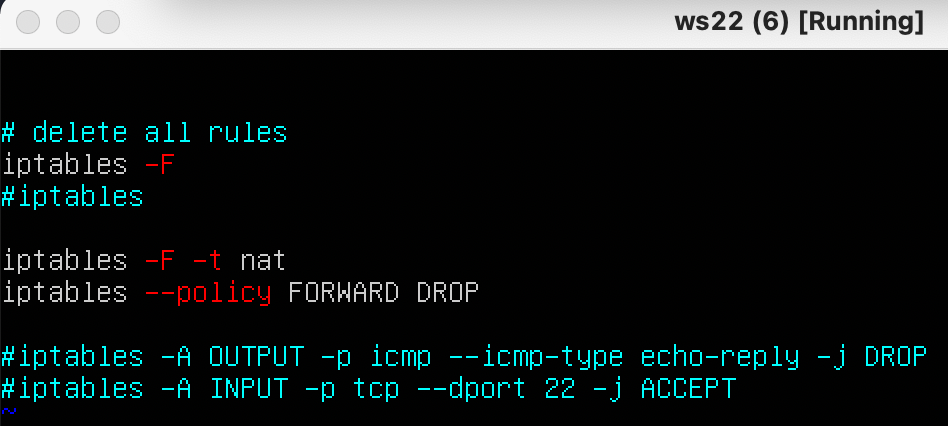 ws22 (6) [Running]
# delete all rules
iptables -F
#iptables
iptables -F -t nat
iptables --policy FORWARD DROP
#iptables -A OUTPUT -p icmp --icmp-type echo-reply -j DROP
#iptables -A INPUT -p tcp --dport 22 -j ACCEPT
~